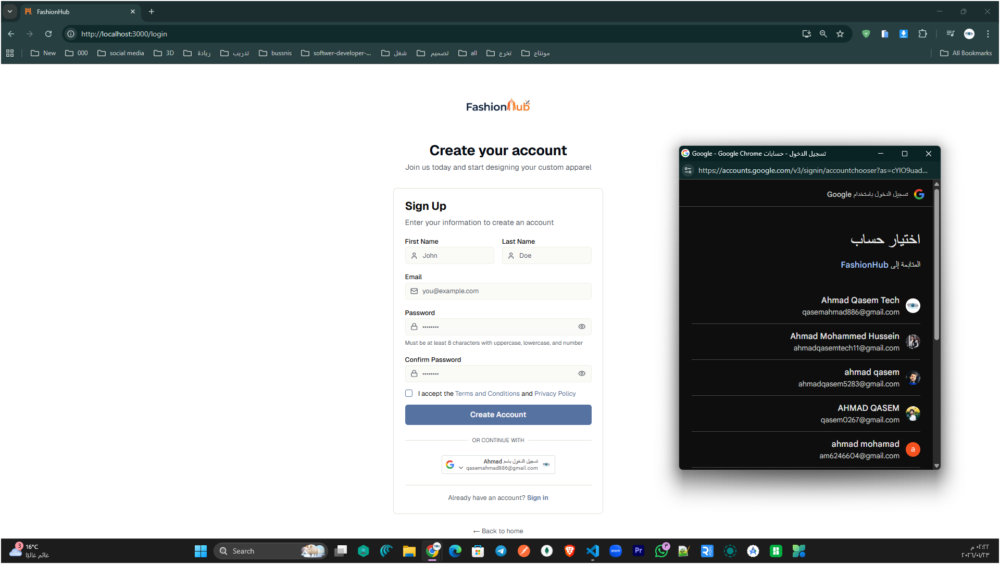 FashionHub
http://localhost:3000/login
New
000
social media
3D
ريادة
تدريب
bussnis
softwer-developer-...
شغل
تصميم
all
تخرج
مونتاج
All Bookmarks
FashionHub
Create your account
Join us today and start designing your custom apparel
Sign Up
Enter your information to create an account
First Name
Last Name
John
Doe
Email
you@example.com
Password
••••••••
Must be at least 8 characters with uppercase, lowercase, and number
Confirm Password
••••••••
I accept the Terms and Conditions and Privacy Policy
Create Account
OR CONTINUE WITH
تسجيل الدخول باسم Ahmad
qasemahmad886@gmail.com
Already have an account? Sign in
← Back to home
تسجيل الدخول - حسابات Google - Google Chrome
https://accounts.google.com/v3/signin/accountchooser?as=cYlO9uad...
تسجيل الدخول باستخدام Google
اختيار حساب
المتابعة إلى FashionHub
Ahmad Qasem Tech
qasemahmad886@gmail.com
Ahmad Mohammed Hussein
ahmadqasemtech11@gmail.com
ahmad qasem
ahmadqasem5283@gmail.com
AHMAD QASEM
qasem0267@gmail.com
a
ahmad mohamad
am6246604@gmail.com
3
16°C
غائم غالبًا
Search
zoom
Pr
٣
٠٢:٢٢ م
٢٠٢٦/٠١/٢٣